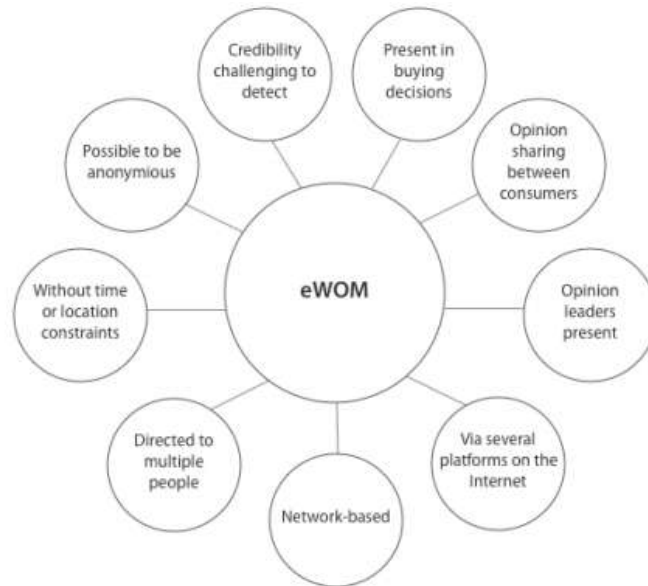 Credibility
challenging to
detect
Present in
buying
decisions
Possible to be
anonymious
Opinion
sharing
between
consumers
eWOM
Without time
or location
constraints
Opinion
leaders
present
Directed to
multiple
people
Via several
platforms on the
Internet
Network-based